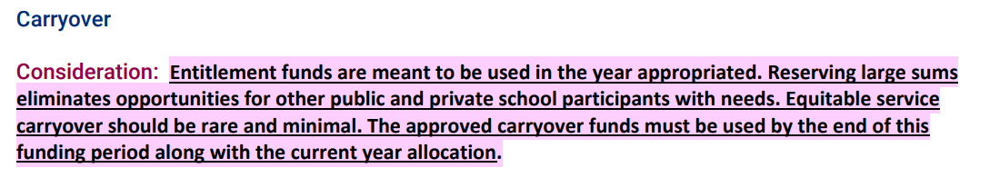 Carryover
Consideration: Entitlement funds are meant to be used in the year appropriated. Reserving large sums
eliminates opportunities for other public and private school participants with needs. Equitable service
carryover should be rare and minimal. The approved carryover funds must be used by the end of this
funding period along with the current year allocation.